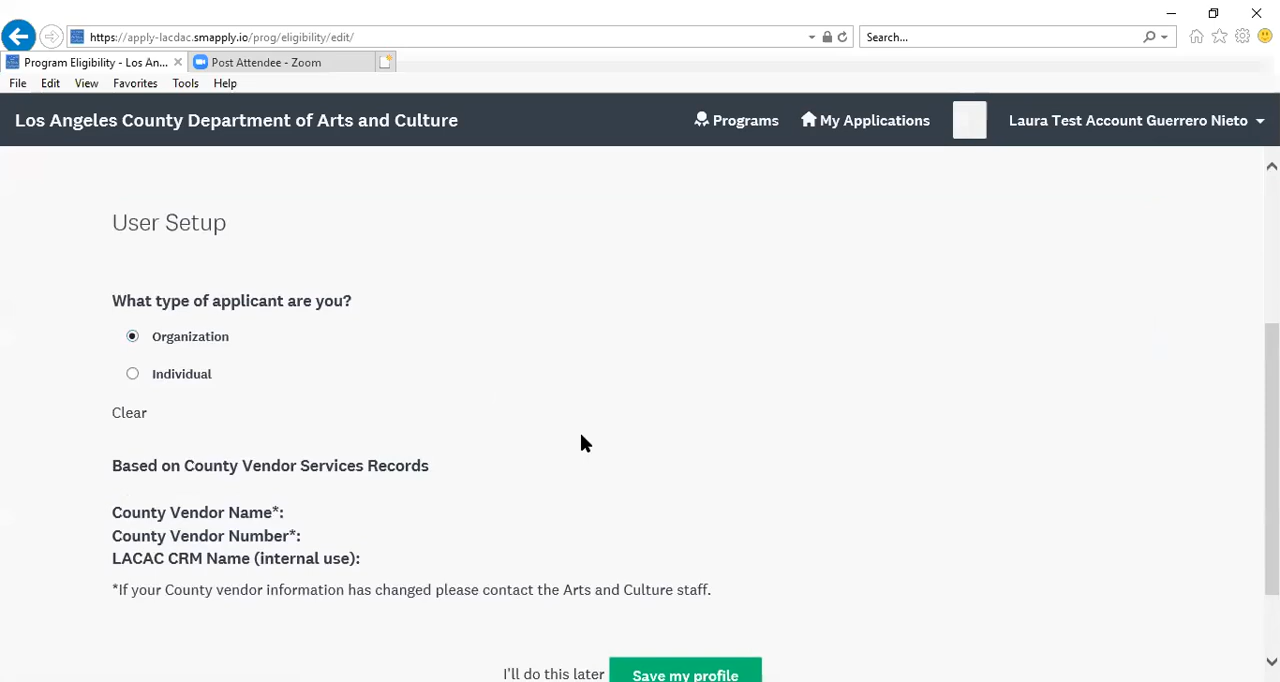 https://apply-lacdac.smapply.io/prog/eligibility/edit/
Search...
Program Eligibility - Los An...
Post Attendee - Zoom
File Edit View Favorites Tools Help
Los Angeles County Department of Arts and Culture
Programs
My Applications
Laura Test Account Guerrero Nieto
User Setup
What type of applicant are you?
Organization
Individual
Clear
Based on County Vendor Services Records
County Vendor Name*:
County Vendor Number*:
LACAC CRM Name (internal use):
*If your County vendor information has changed please contact the Arts and Culture staff.
I'll do this later
Save my profile